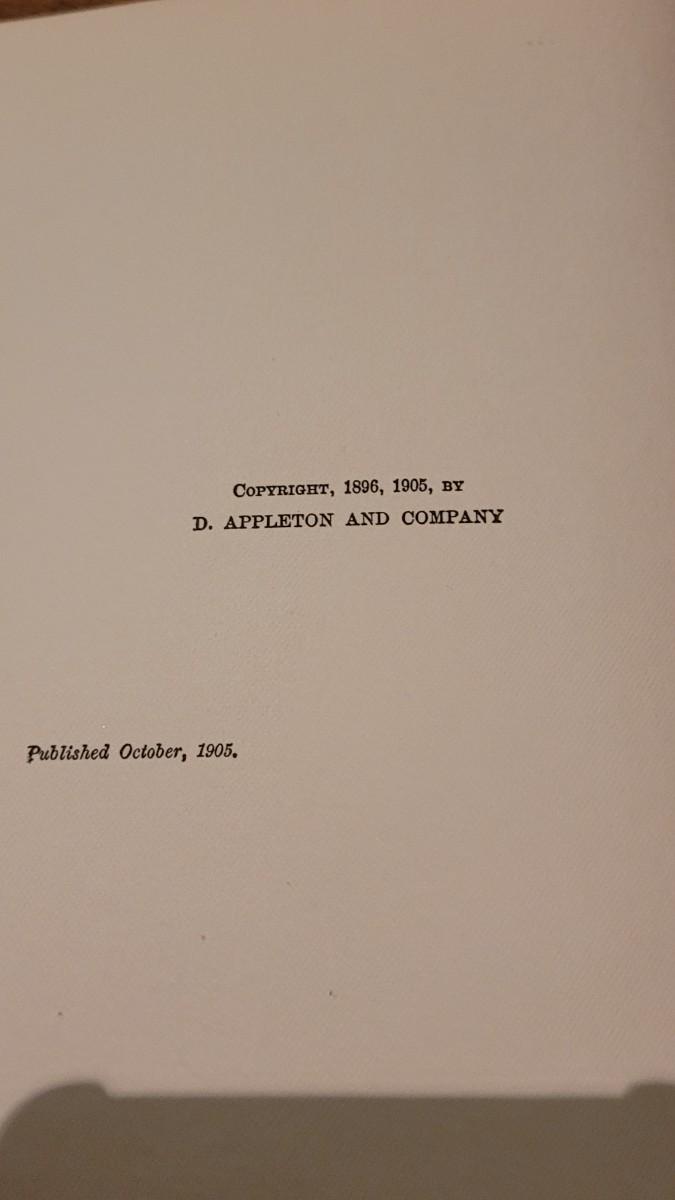 Copyright, 1896, 1905, by
D. APPLETON AND COMPANY
Published October, 1905.